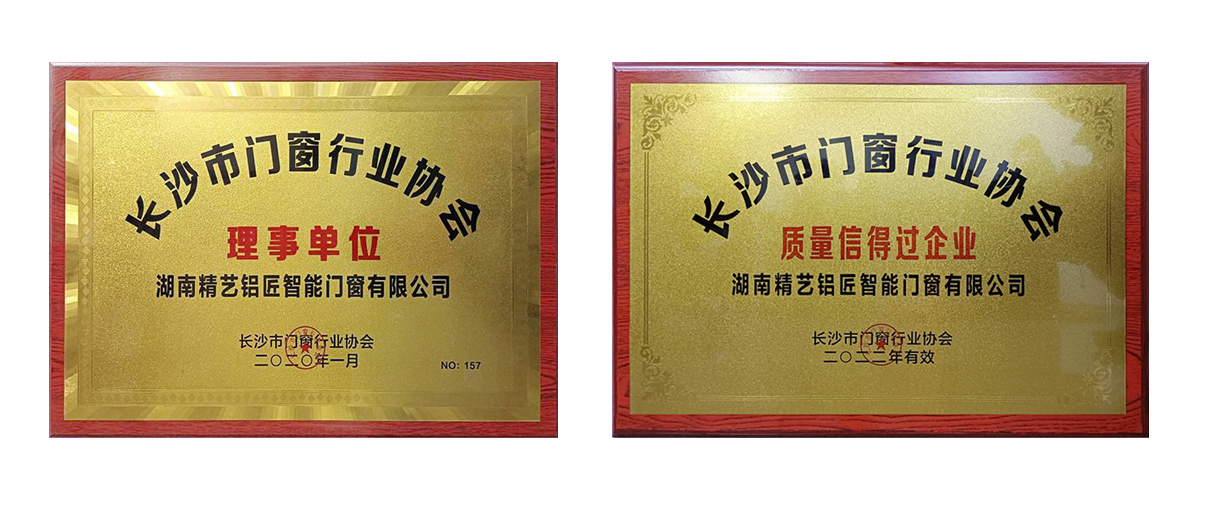 长沙市门窗行业协会
理事单位
湖南精艺铝匠智能门窗有限公司
长沙市门窗行业协会
二〇二〇年一月
NO: 157
长沙市门窗行业协会
质量信得过企业
湖南精艺铝匠智能门窗有限公司
长沙市门窗行业协会
二〇二二年有效